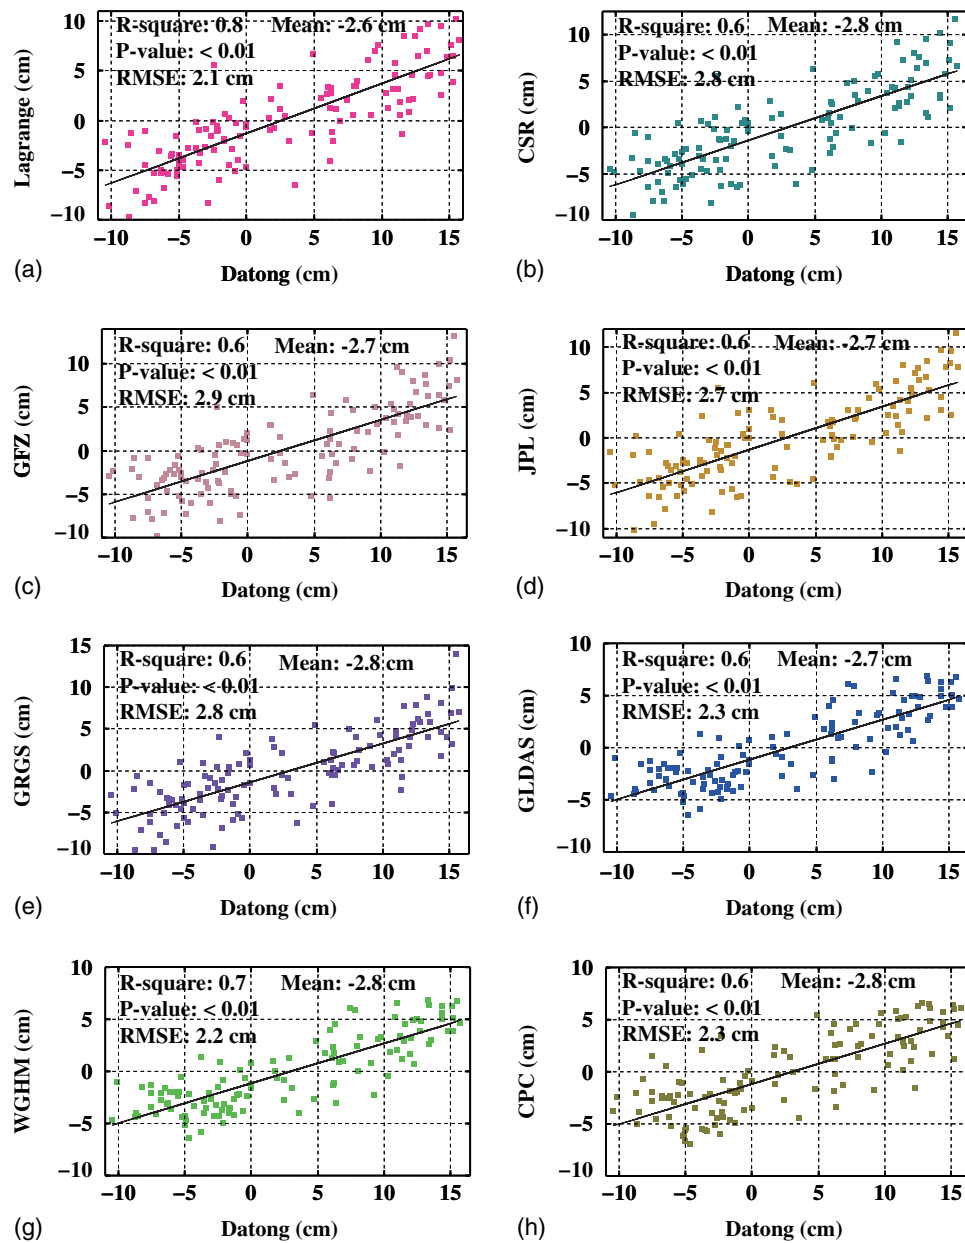 R-square: 0.8 Mean: -2.6 cm
P-value: < 0.01
RMSE: 2.1 cm
10
5
0
−5
−10
Lagrange (cm)
−10 −5 0 5 10 15
(a) Datong (cm)
R-square: 0.6 Mean: -2.8 cm
P-value: < 0.01
RMSE: 2.8 cm
10
5
0
−5
−10
CSR (cm)
−10 −5 0 5 10 15
(b) Datong (cm)
R-square: 0.6 Mean: -2.7 cm
P-value: < 0.01
RMSE: 2.9 cm
10
5
0
−5
−10
GFZ (cm)
−10 −5 0 5 10 15
(c) Datong (cm)
R-square: 0.6 Mean: -2.7 cm
P-value: < 0.01
RMSE: 2.7 cm
10
5
0
−5
−10
JPL (cm)
−10 −5 0 5 10 15
(d) Datong (cm)
R-square: 0.6 Mean: -2.8 cm
P-value: < 0.01
RMSE: 2.8 cm
15
10
5
0
−5
−10
GRGS (cm)
−10 −5 0 5 10 15
(e) Datong (cm)
R-square: 0.6 Mean: -2.7 cm
P-value: < 0.01
RMSE: 2.3 cm
10
5
0
−5
−10
GLDAS (cm)
−10 −5 0 5 10 15
(f) Datong (cm)
R-square: 0.7 Mean: -2.8 cm
P-value: < 0.01
RMSE: 2.2 cm
10
5
0
−5
−10
WGHM (cm)
−10 −5 0 5 10 15
(g) Datong (cm)
R-square: 0.6 Mean: -2.8 cm
P-value: < 0.01
RMSE: 2.3 cm
10
5
0
−5
−10
CPC (cm)
−10 −5 0 5 10 15
(h) Datong (cm)